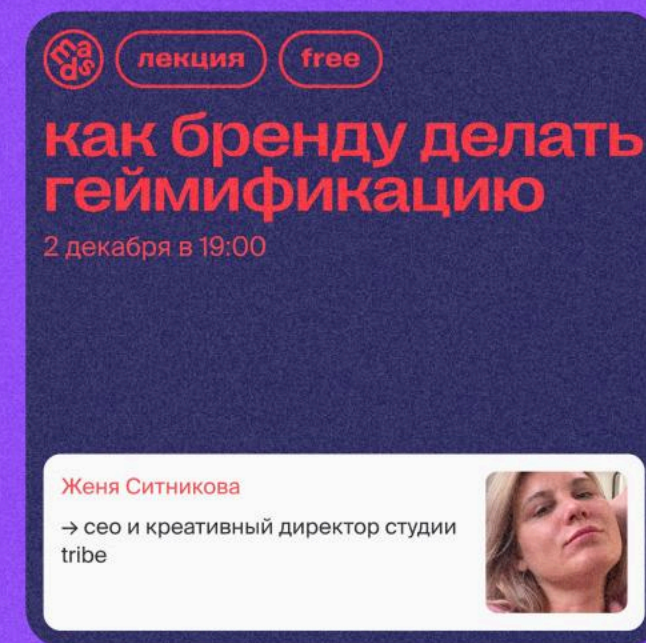 mads
лекция
free
как бренду делать
геймификацию
2 декабря в 19:00
Женя Ситникова
→ сео и креативный директор студии
tribe